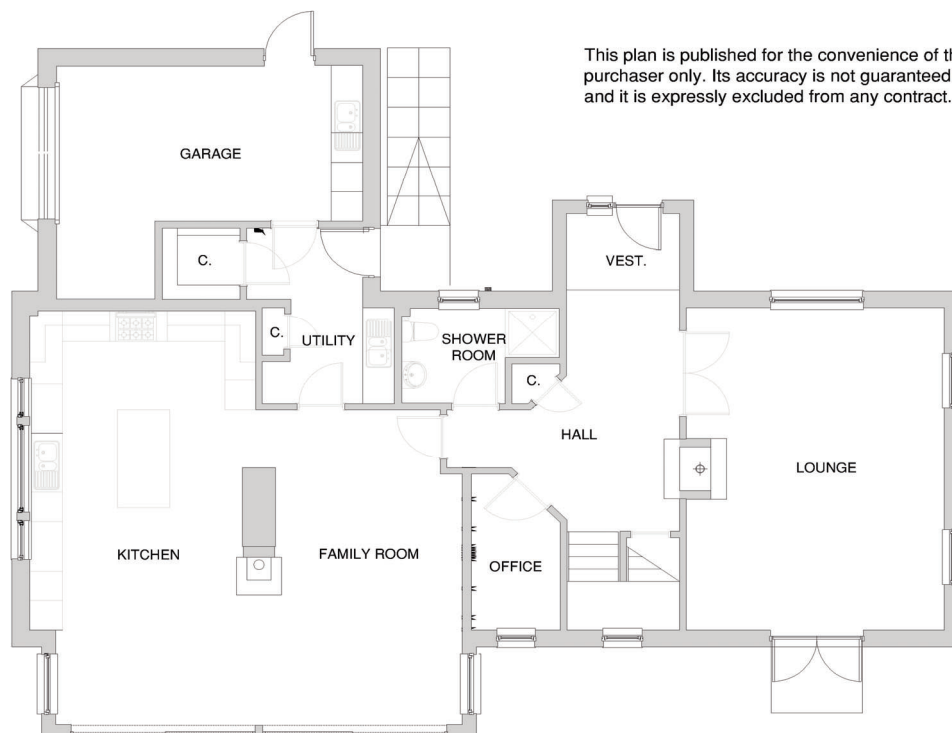 This plan is published for the convenience of
purchaser only. Its accuracy is not guaranteed
and it is expressly excluded from any contract.
GARAGE
C.
VEST.
C.
UTILITY
SHOWER
ROOM
C.
HALL
LOUNGE
KITCHEN
FAMILY ROOM
OFFICE